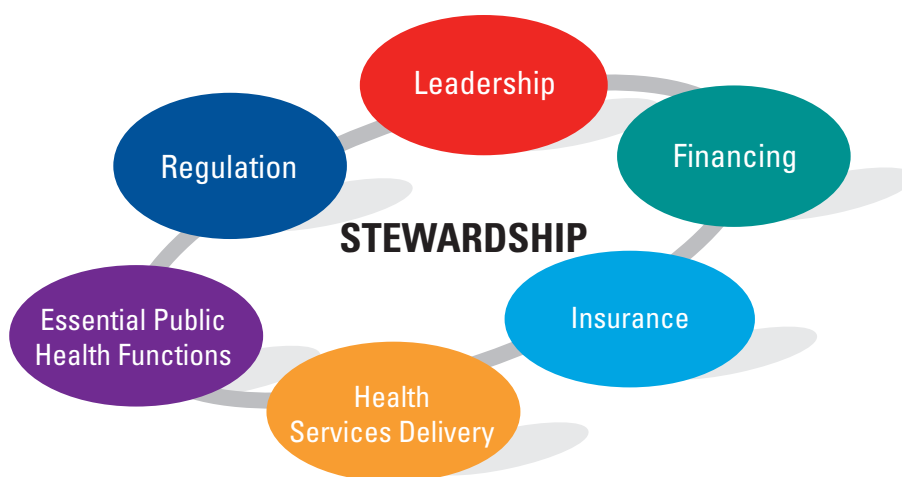 Leadership
Regulation
Financing
STEWARDSHIP
Essential Public
Health Functions
Insurance
Health
Services Delivery